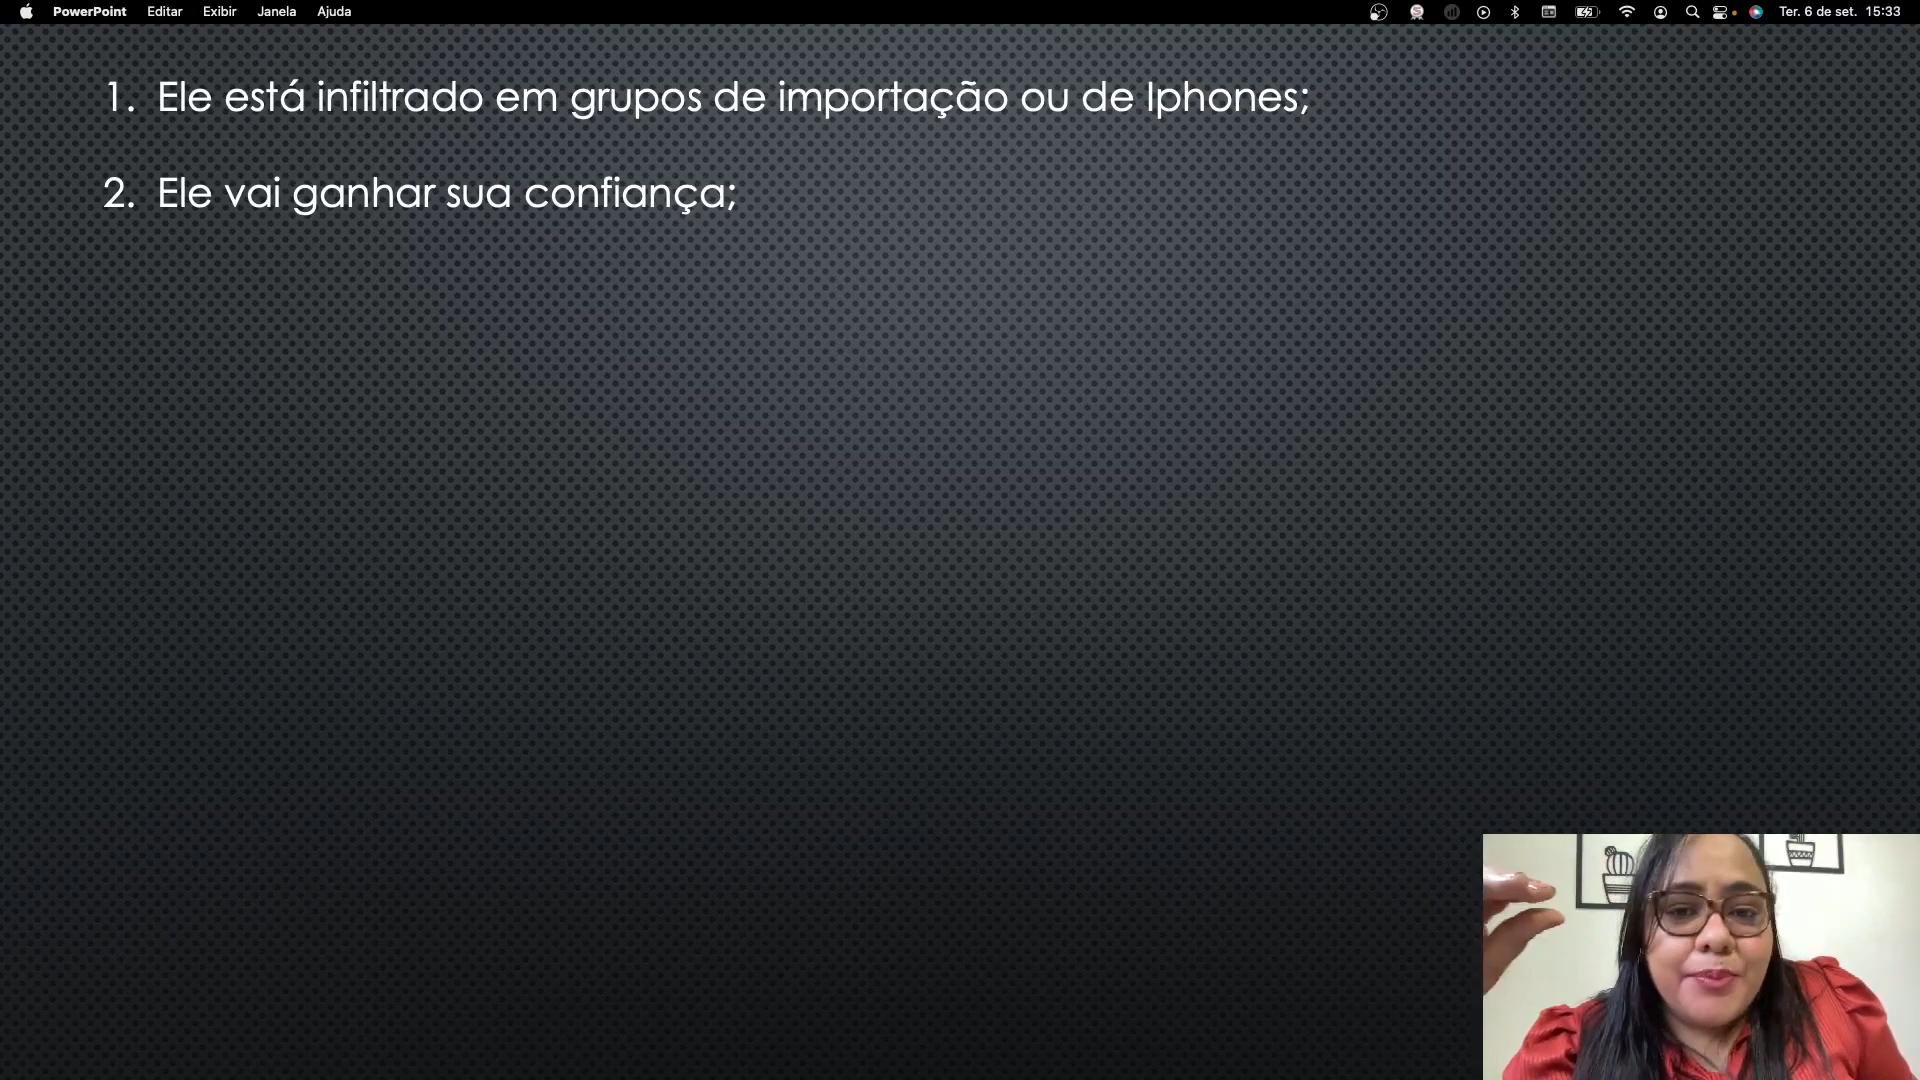 PowerPoint Editar Exibir Janela Ajuda Ter. 6 de set. 15:33
1. Ele está infiltrado em grupos de importação ou de Iphones;
2. Ele vai ganhar sua confiança;